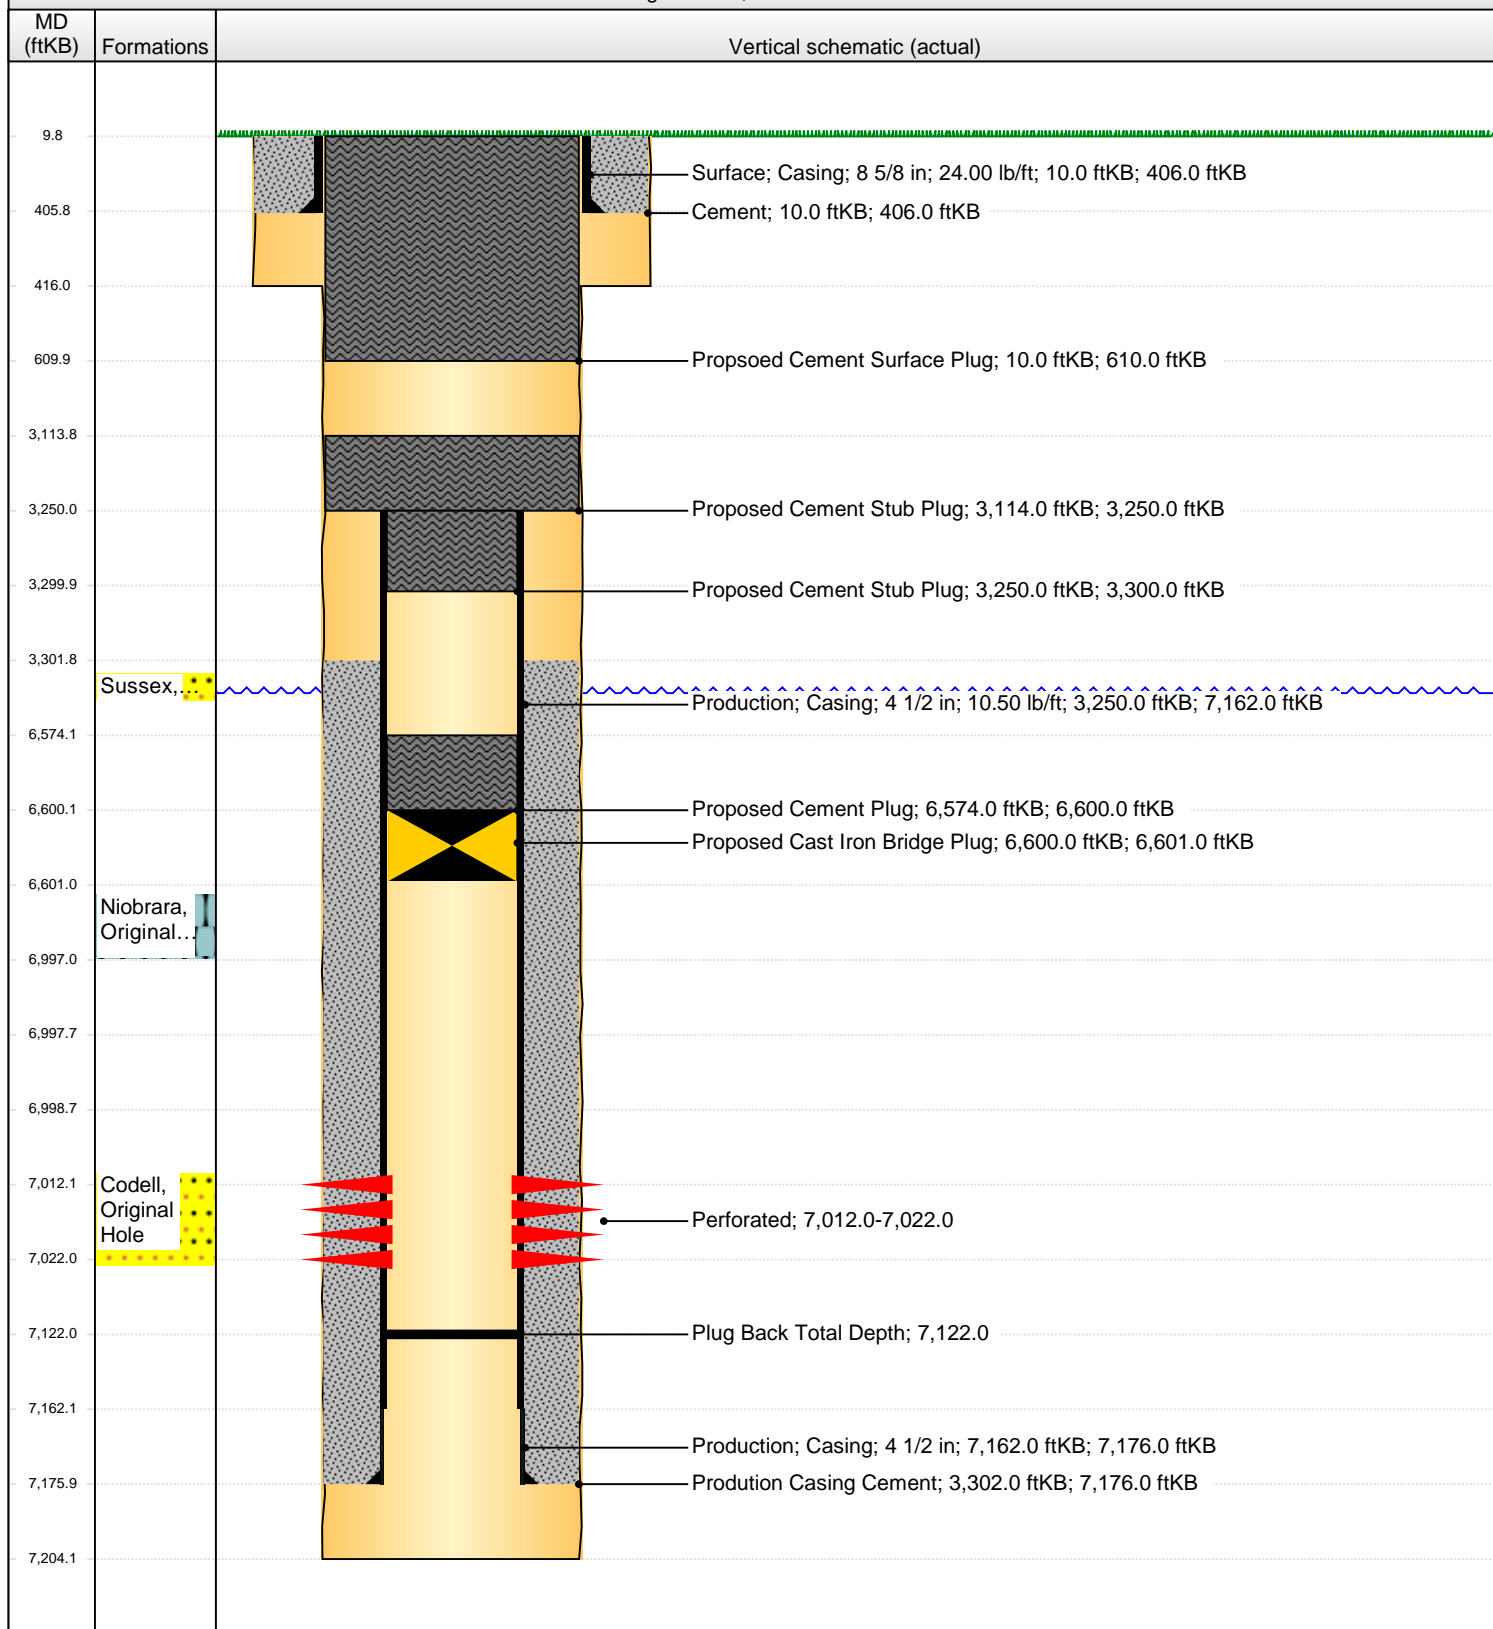 MD
(ftKB)
Formations
Vertical schematic (actual)
9.8
Surface; Casing; 8 5/8 in; 24.00 lb/ft; 10.0 ftKB; 406.0 ftKB
405.8
Cement; 10.0 ftKB; 406.0 ftKB
416.0
609.9
Propsoed Cement Surface Plug; 10.0 ftKB; 610.0 ftKB
3,113.8
3,250.0
Proposed Cement Stub Plug; 3,114.0 ftKB; 3,250.0 ftKB
3,299.9
Proposed Cement Stub Plug; 3,250.0 ftKB; 3,300.0 ftKB
3,301.8
Sussex,...
Production; Casing; 4 1/2 in; 10.50 lb/ft; 3,250.0 ftKB; 7,162.0 ftKB
6,574.1
6,600.1
Proposed Cement Plug; 6,574.0 ftKB; 6,600.0 ftKB
Proposed Cast Iron Bridge Plug; 6,600.0 ftKB; 6,601.0 ftKB
6,601.0
Niobrara,
Original...
6,997.0
6,997.7
6,998.7
7,012.1
Codell,
Original
Hole
Perforated; 7,012.0-7,022.0
7,022.0
7,122.0
Plug Back Total Depth; 7,122.0
7,162.1
Production; Casing; 4 1/2 in; 7,162.0 ftKB; 7,176.0 ftKB
7,175.9
Prodution Casing Cement; 3,302.0 ftKB; 7,176.0 ftKB
7,204.1